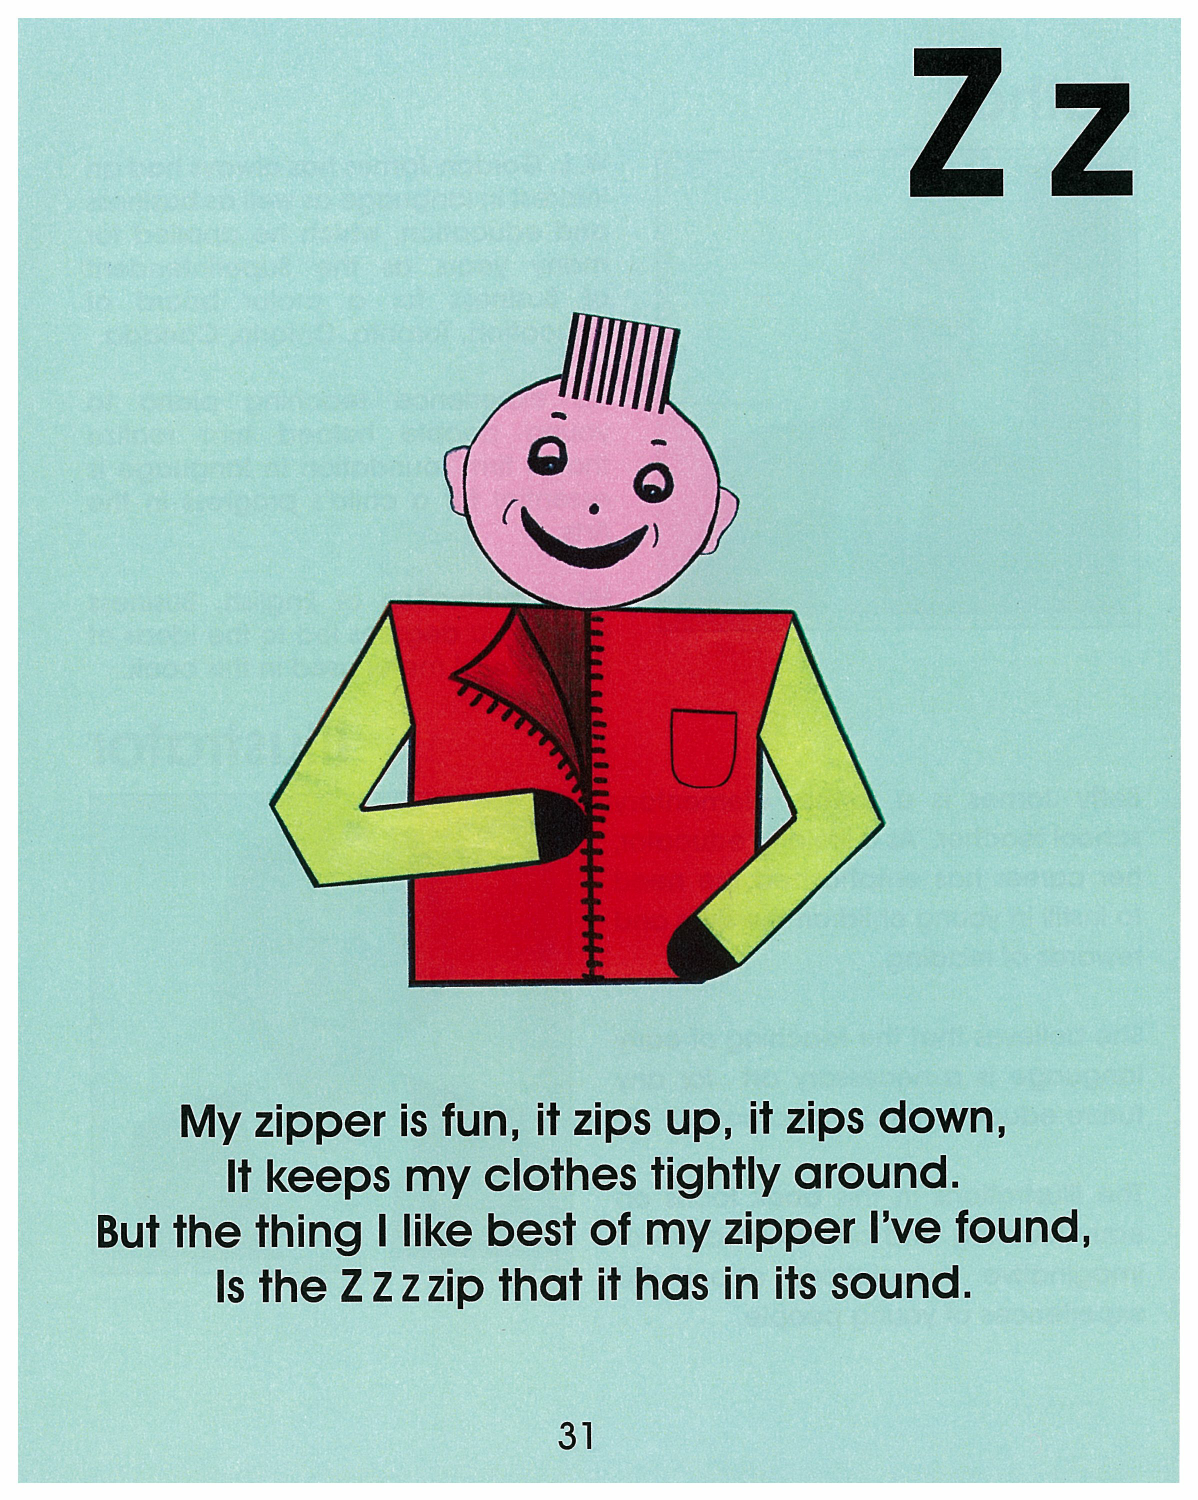 Z z
My zipper is fun, it zips up, it zips down,
It keeps my clothes tightly around.
But the thing I like best of my zipper I've found,
Is the Z Z Z zip that it has in its sound.
31